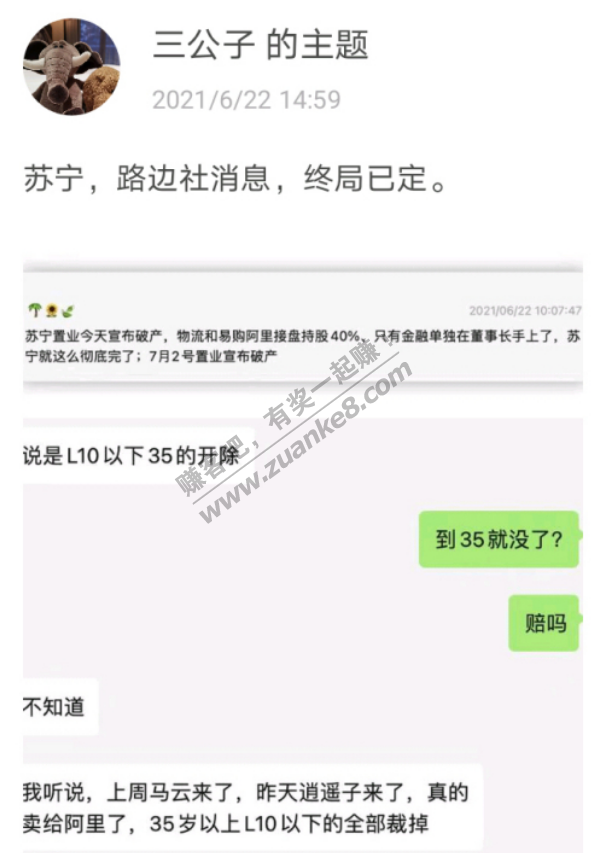 三公子 的主题
2021/6/22 14:59
苏宁，路边社消息，终局已定。
2021/06/22 10:07:47
苏宁置业今天宣布破产，物流和易购阿里接盘持股40%、只有金融单独在董事长手上了，苏
宁就这么彻底完了；7月2号置业宣布破产
赚客吧，有奖一起赚！
www.zuanke8.com
说是L10以下35的开除
到35就没了？
赔吗
不知道
我听说，上周马云来了，昨天逍遥子来了，真的
卖给阿里了，35岁以上L10以下的全部裁掉